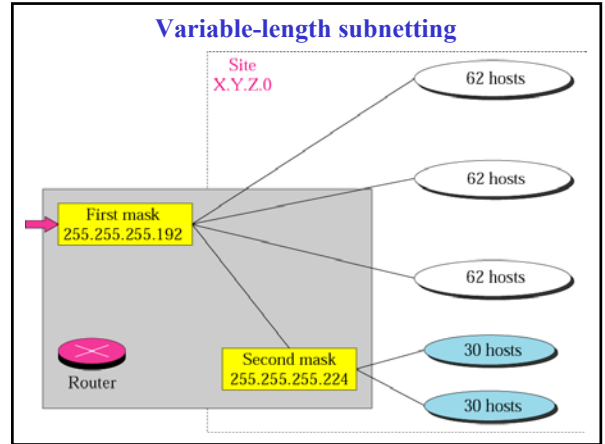 Variable-length subnetting
Site
X.Y.Z.0
62 hosts
62 hosts
First mask
255.255.255.192
62 hosts
30 hosts
Second mask
255.255.255.224
Router
30 hosts